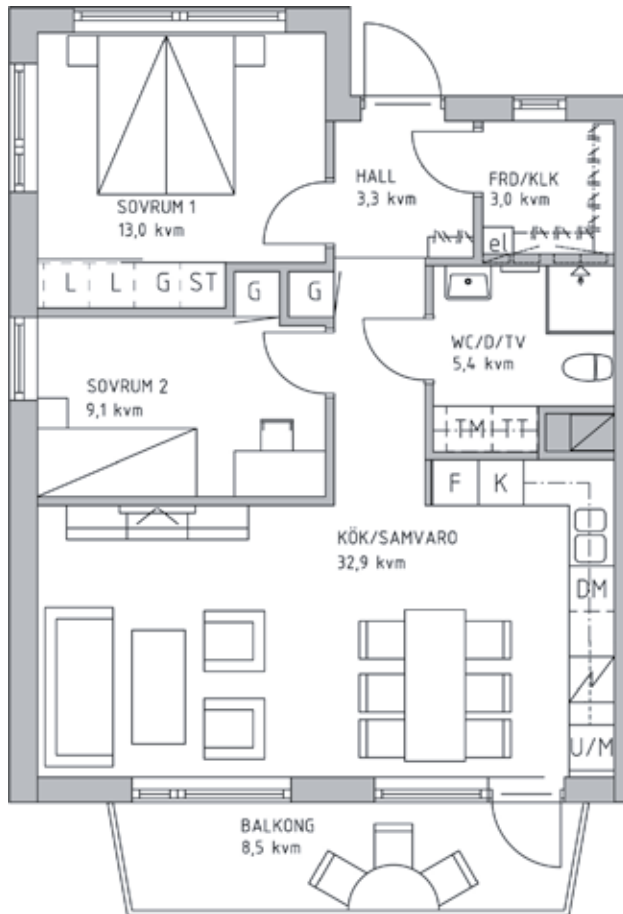 HALL
3,3 kvm
FRD/KLK
3,0 kvm
el
SOVRUM 1
13,0 kvm
L L G ST G G
WC/D/TV
5,4 kvm
SOVRUM 2
9,1 kvm
TM TT
F K
KÖK/SAMVARO
32,9 kvm
DM
U/M
BALKONG
8,5 kvm